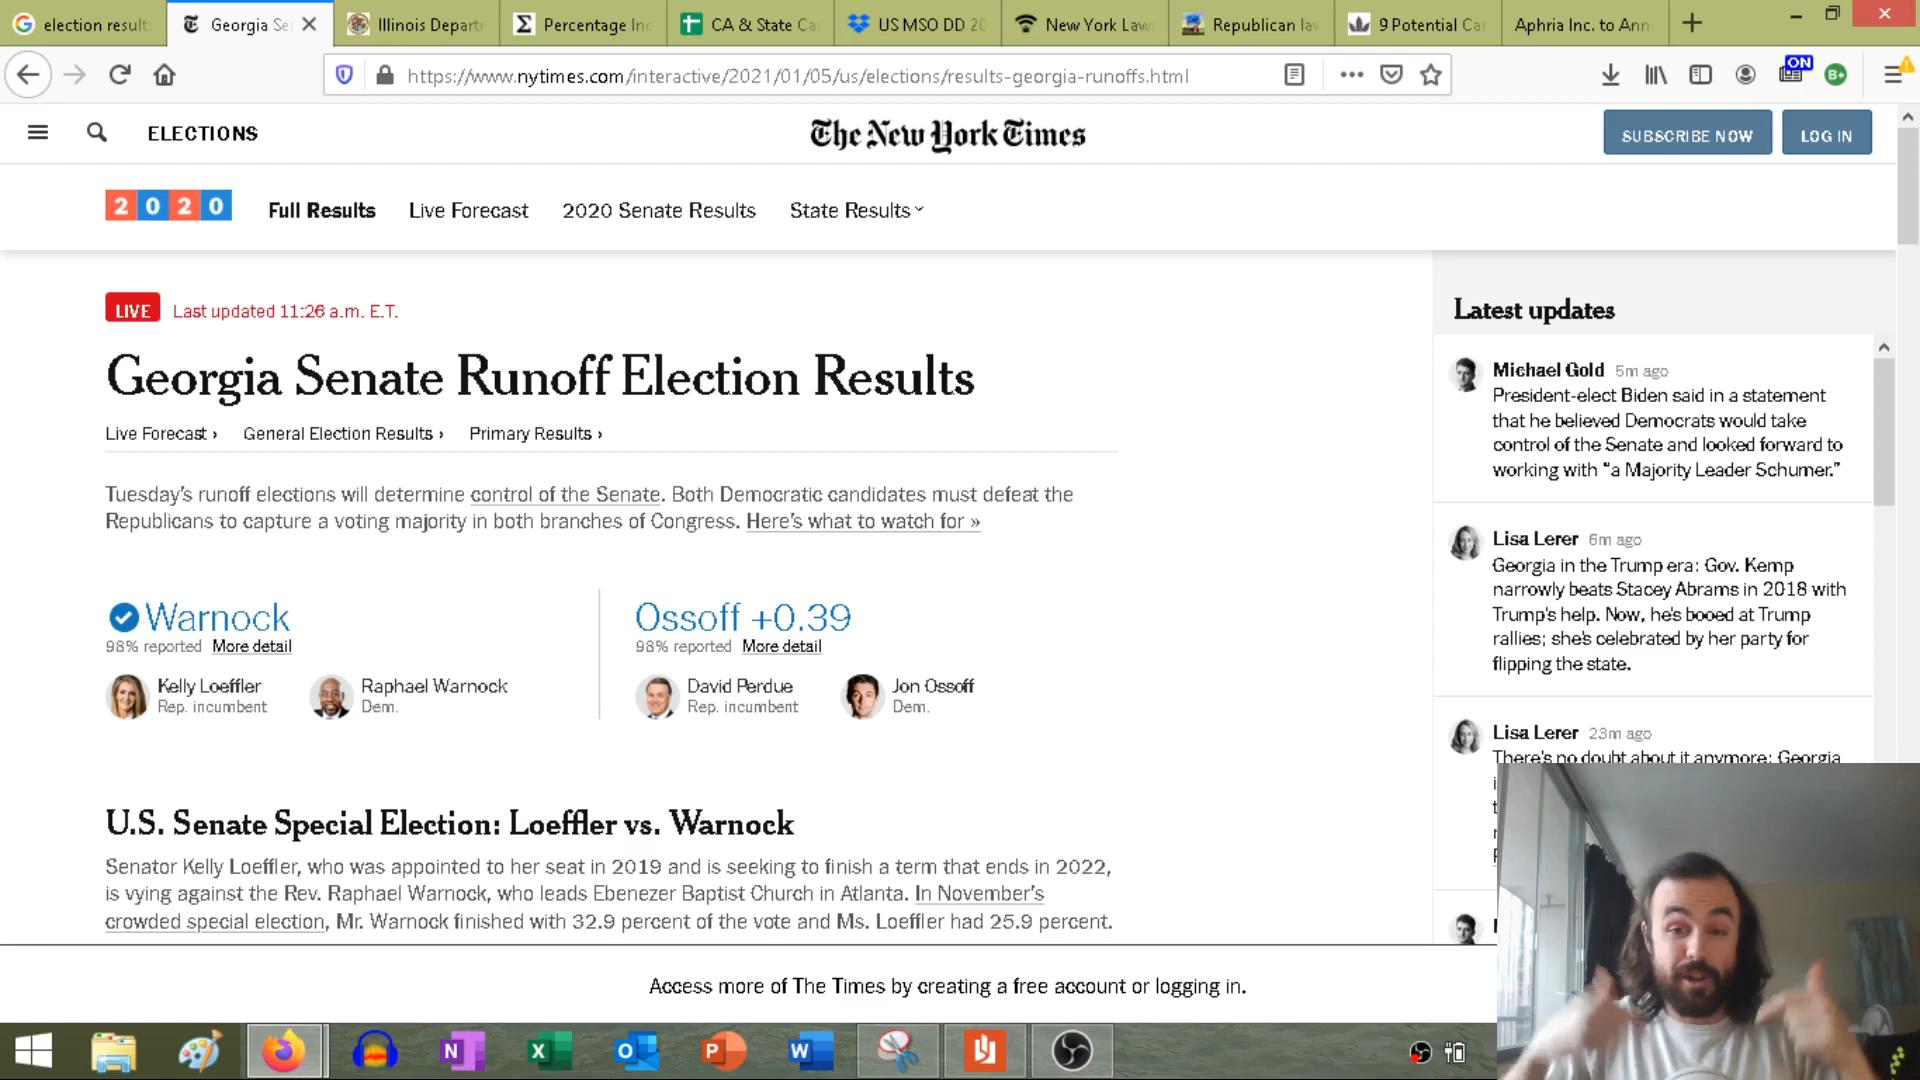 election result
Georgia Se
Illinois Depart
Percentage Inc
CA & State Ca
US MSO DD 20
New York Law
Republican la
9 Potential Ca
Aphria Inc. to Ann
https://www.nytimes.com/interactive/2021/01/05/us/elections/results-georgia-runoffs.html
ON
B+
ELECTIONS
The New York Times
SUBSCRIBE NOW
LOG IN
2020
Full Results
Live Forecast
2020 Senate Results
State Results
LIVE
Last updated 11:26 a.m. E.T.
Georgia Senate Runoff Election Results
Live Forecast ›
General Election Results ›
Primary Results ›
Tuesday's runoff elections will determine control of the Senate. Both Democratic candidates must defeat the
Republicans to capture a voting majority in both branches of Congress. Here's what to watch for »
Warnock
98% reported More detail
Kelly Loeffler
Rep. incumbent
Raphael Warnock
Dem.
Ossoff +0.39
98% reported More detail
David Perdue
Rep. incumbent
Jon Ossoff
Dem.
U.S. Senate Special Election: Loeffler vs. Warnock
Senator Kelly Loeffler, who was appointed to her seat in 2019 and is seeking to finish a term that ends in 2022,
is vying against the Rev. Raphael Warnock, who leads Ebenezer Baptist Church in Atlanta. In November's
crowded special election, Mr. Warnock finished with 32.9 percent of the vote and Ms. Loeffler had 25.9 percent.
Latest updates
Michael Gold 5m ago
President-elect Biden said in a statement
that he believed Democrats would take
control of the Senate and looked forward to
working with "a Majority Leader Schumer."
Lisa Lerer 6m ago
Georgia in the Trump era: Gov. Kemp
narrowly beats Stacey Abrams in 2018 with
Trump's help. Now, he's booed at Trump
rallies; she's celebrated by her party for
flipping the state.
Lisa Lerer 23m ago
There's no doubt about it anymore: Georgia
Access more of The Times by creating a free account or logging in.
N
X
O
P
W